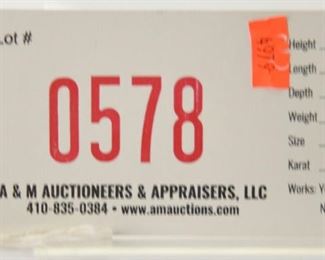 Lot #
0578
A & M AUCTIONEERS & APPRAISERS, LLC
410-835-0384 • www.amauctions.com
Height
Length
Depth
Weight
Size
Karat
Works: Y
N